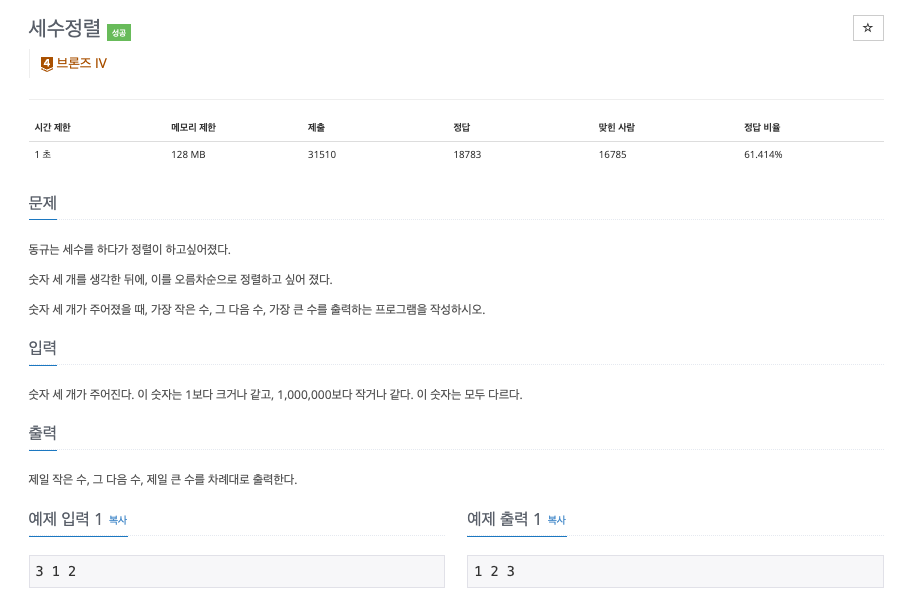 세수정렬 성공
☆
4 브론즈 IV
시간 제한 메모리 제한 제출 정답 맞힌 사람 정답 비율
1 초 128 MB 31510 18783 16785 61.414%
문제
동규는 세수를 하다가 정렬이 하고싶어졌다.
숫자 세 개를 생각한 뒤에, 이를 오름차순으로 정렬하고 싶어 졌다.
숫자 세 개가 주어졌을 때, 가장 작은 수, 그 다음 수, 가장 큰 수를 출력하는 프로그램을 작성하시오.
입력
숫자 세 개가 주어진다. 이 숫자는 1보다 크거나 같고, 1,000,000보다 작거나 같다. 이 숫자는 모두 다르다.
출력
제일 작은 수, 그 다음 수, 제일 큰 수를 차례대로 출력한다.
예제 입력 1 복사
3 1 2
예제 출력 1 복사
1 2 3